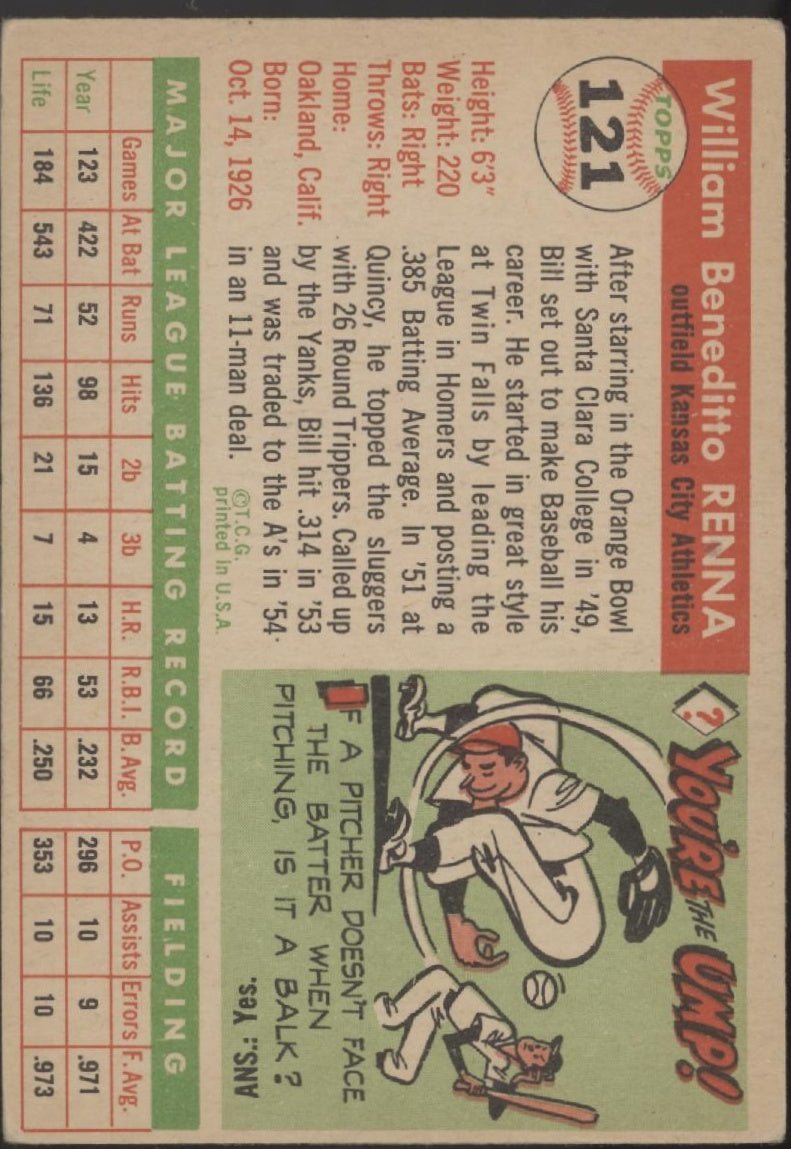 William Beneditto RENNA
outfield Kansas City Athletics
TOPPS
121
Height: 6'3"
Weight: 220
Bats: Right
Throws: Right
Home:
Oakland, Calif.
Born:
Oct. 14, 1926
After starring in the Orange Bowl
with Santa Clara College in '49,
Bill set out to make Baseball his
career. He started in great style
at Twin Falls by leading the
League in Homers and posting a
.385 Batting Average. In '51 at
Quincy, he topped the sluggers
with 26 Round Trippers. Called up
by the Yanks, Bill hit .314 in '53
and was traded to the A's in '54
in an 11-man deal.
©T.C.G.
printed in U.S.A.
?
YOU'RE THE UMP!
IF A PITCHER DOESN'T FACE
THE BATTER WHEN
PITCHING, IS IT A BALK?
ANS: Yes.
MAJOR LEAGUE BATTING RECORD FIELDING
Games At Bat Runs Hits 2b 3b H.R. R.B.I. B. Avg. P.O. Assists Errors F. Avg.
Year 123 422 52 98 15 4 13 53 .232 296 10 9 .971
Life 184 543 71 136 21 7 15 66 .250 353 10 10 .973